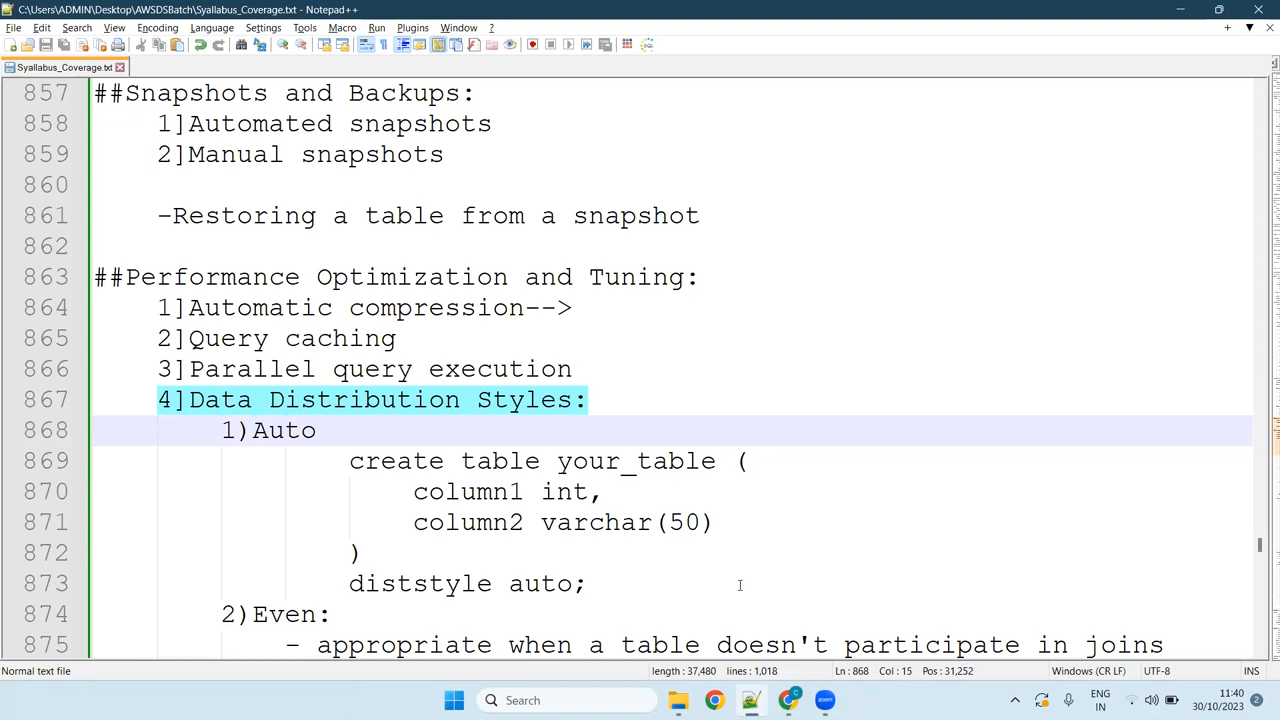 C:\Users\ADMIN\Desktop\AWSDSBatch\Syallabus_Coverage.txt - Notepad++
File Edit Search View Encoding Language Settings Tools Macro Run Plugins Window ?
Syallabus_Coverage.txt
857 ##Snapshots and Backups:
858 1]Automated snapshots
859 2]Manual snapshots
860
861 -Restoring a table from a snapshot
862
863 ##Performance Optimization and Tuning:
864 1]Automatic compression-->
865 2]Query caching
866 3]Parallel query execution
867 4]Data Distribution Styles:
868 1)Auto
869 create table your_table (
870 column1 int,
871 column2 varchar(50)
872 )
873 diststyle auto;
874 2)Even:
875 - appropriate when a table doesn't participate in joins
Normal text file length : 37,480 lines : 1,018 Ln : 868 Col : 15 Pos : 31,252 Windows (CR LF) UTF-8 INS
Search ENG IN 11:40 30/10/2023 2